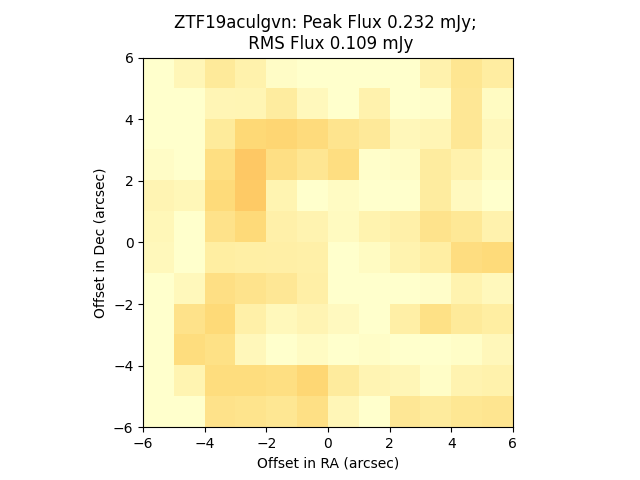 ZTF19aculgvn: Peak Flux 0.232 mJy;
RMS Flux 0.109 mJy
6
4
2
0
−2
−4
−6
Offset in Dec (arcsec)
−6 −4 −2 0 2 4 6
Offset in RA (arcsec)